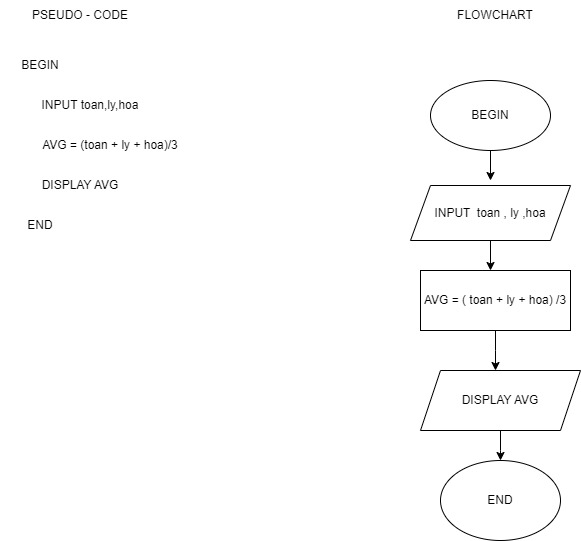 PSEUDO - CODE
BEGIN
INPUT toan,ly,hoa
AVG = (toan + ly + hoa)/3
DISPLAY AVG
END
FLOWCHART
BEGIN
INPUT toan , ly ,hoa
AVG = ( toan + ly + hoa) /3
DISPLAY AVG
END